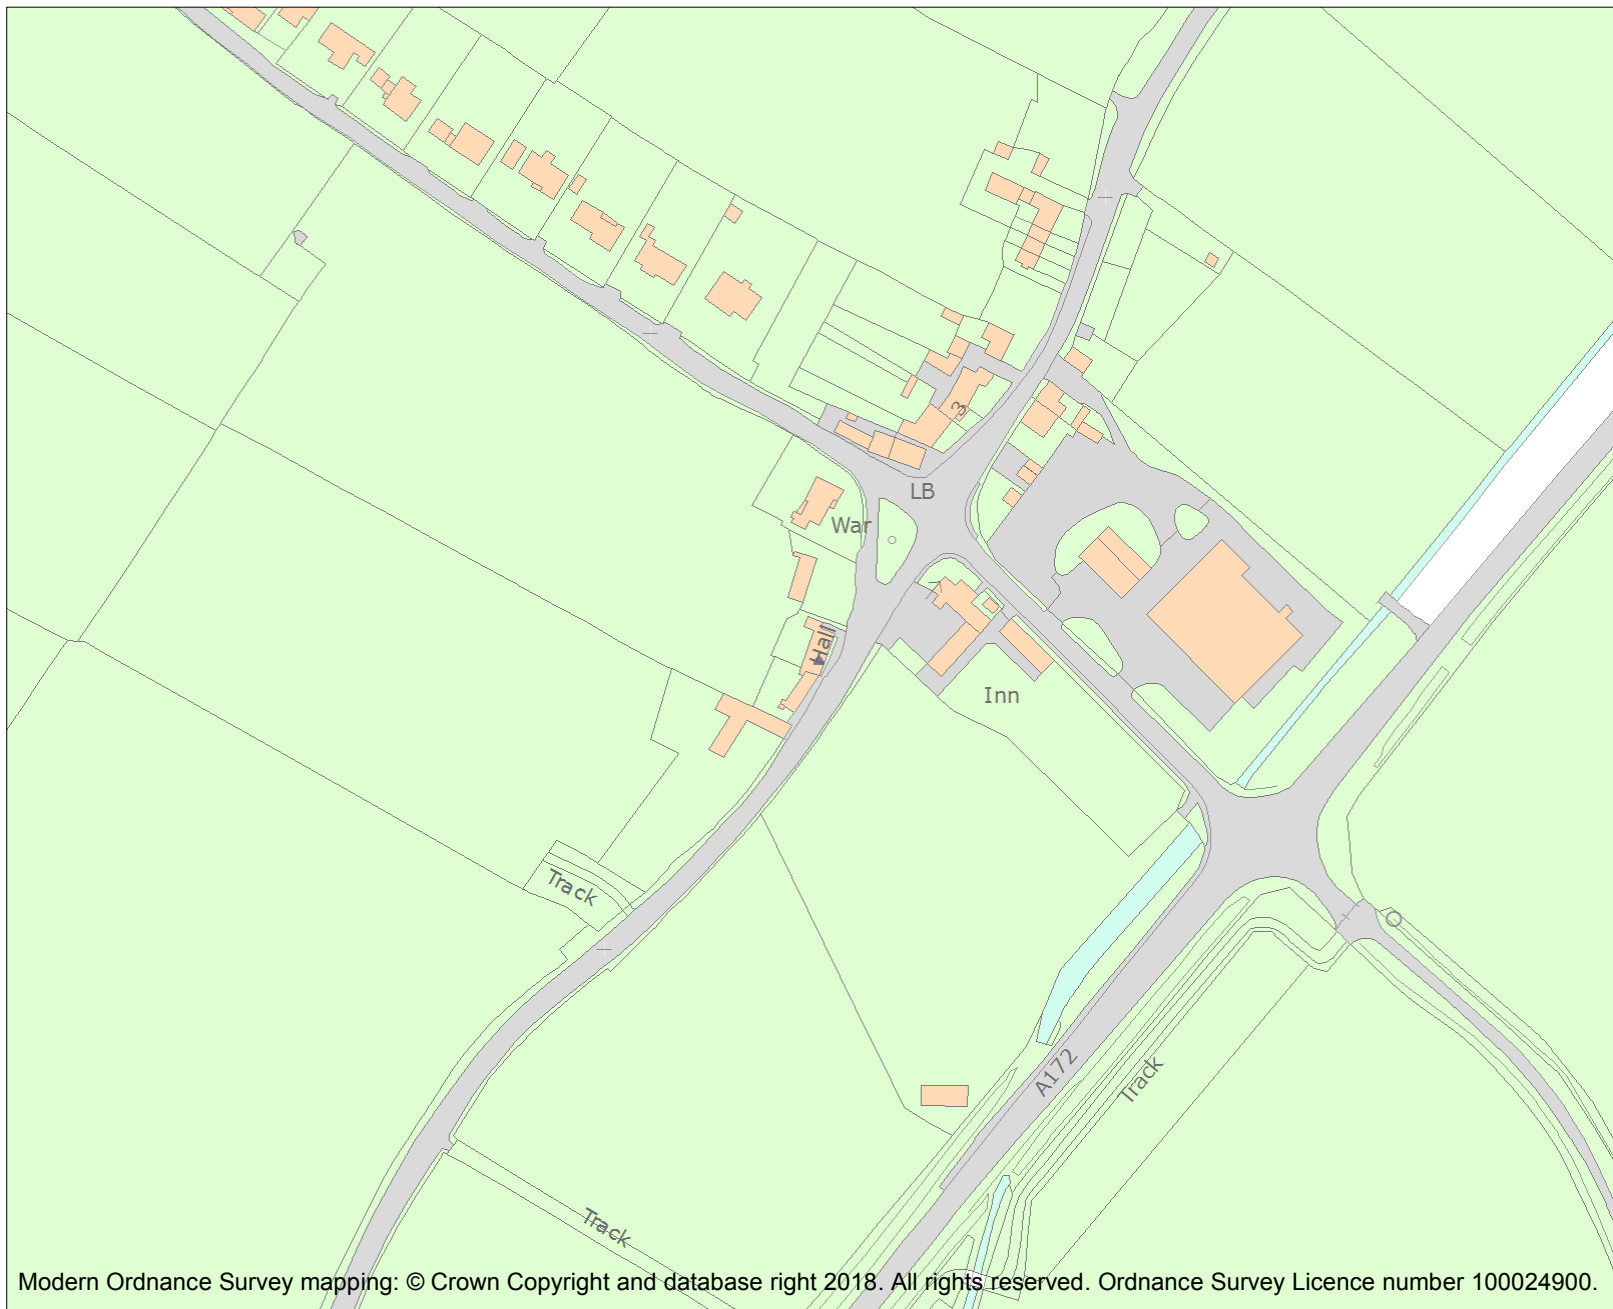 3
LB
War
Hall
Inn
Track
A172
Track
Track
Modern Ordnance Survey mapping: © Crown Copyright and database right 2018. All rights reserved. Ordnance Survey Licence number 100024900.